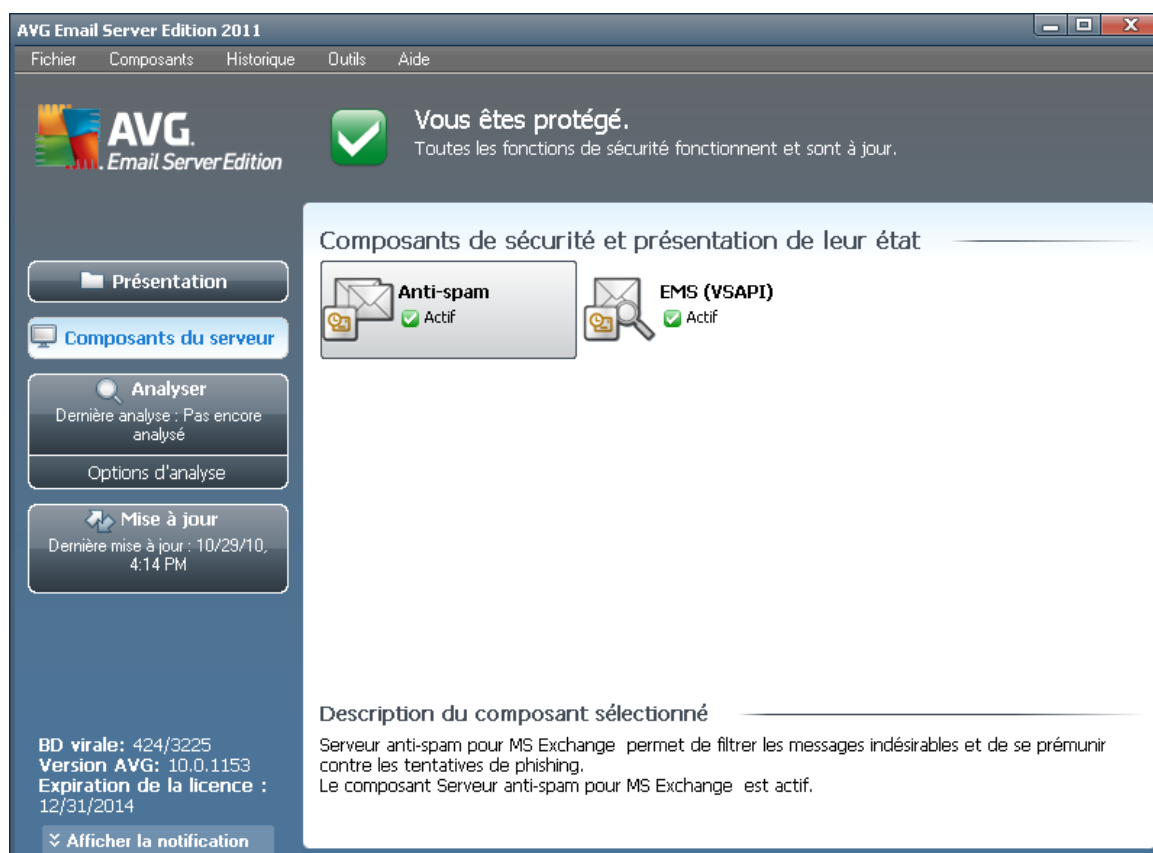 AVG Email Server Edition 2011
Fichier Composants Historique Outils Aide
AVG.
Email Server Edition
Vous êtes protégé.
Toutes les fonctions de sécurité fonctionnent et sont à jour.
Composants de sécurité et présentation de leur état
Présentation
Composants du serveur
Analyser
Dernière analyse : Pas encore
analysé
Options d'analyse
Mise à jour
Dernière mise à jour : 10/29/10,
4:14 PM
Anti-spam
Actif
EMS (VSAPI)
Actif
Description du composant sélectionné
Serveur anti-spam pour MS Exchange permet de filtrer les messages indésirables et de se prémunir
contre les tentatives de phishing.
Le composant Serveur anti-spam pour MS Exchange est actif.
BD virale: 424/3225
Version AVG: 10.0.1153
Expiration de la licence :
12/31/2014
Afficher la notification